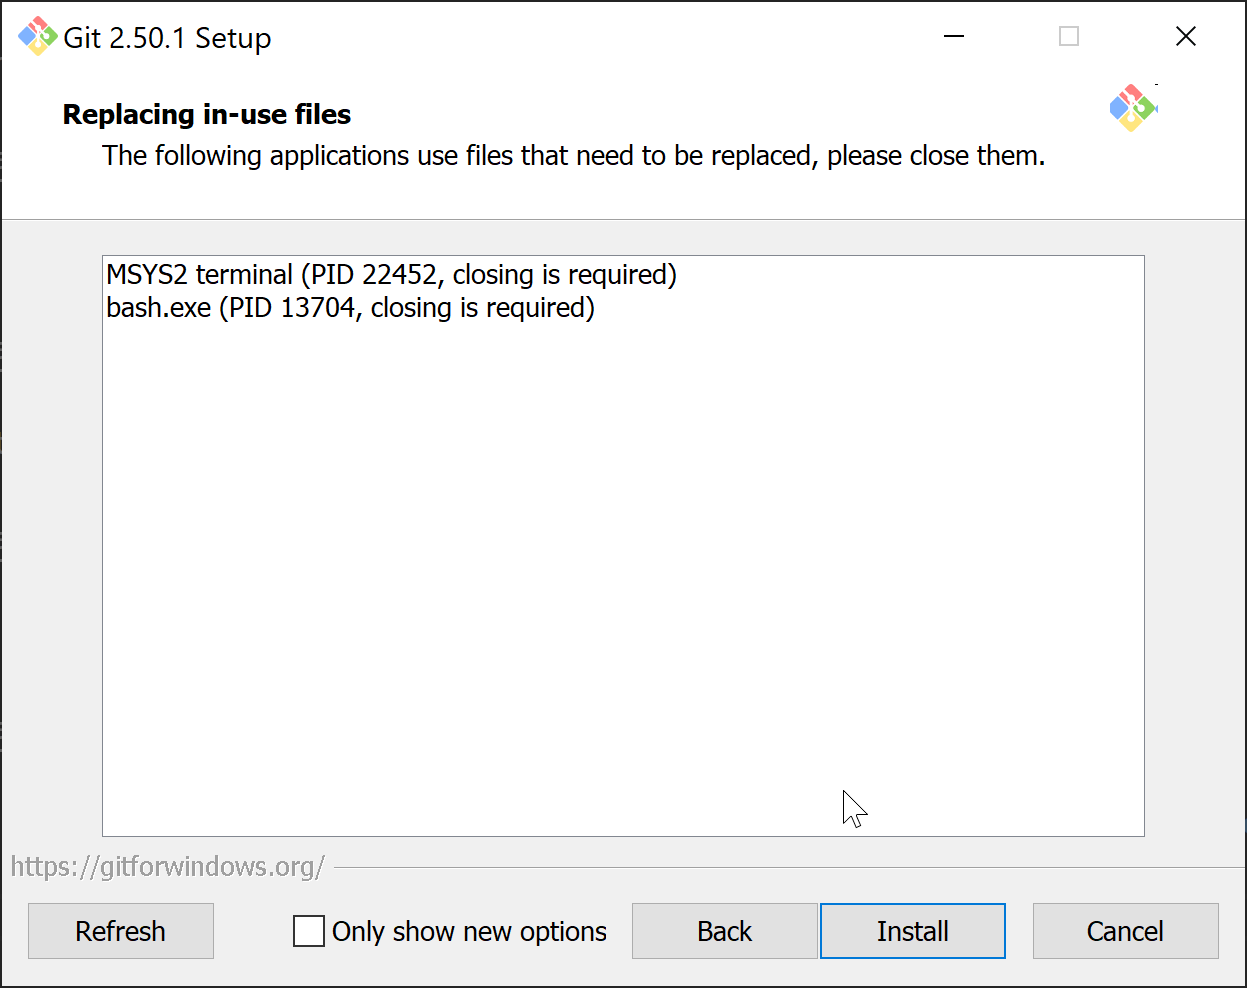 Git 2.50.1 Setup
Replacing in-use files
The following applications use files that need to be replaced, please close them.
MSYS2 terminal (PID 22452, closing is required)
bash.exe (PID 13704, closing is required)
https://gitforwindows.org/
Refresh
Only show new options
Back
Install
Cancel